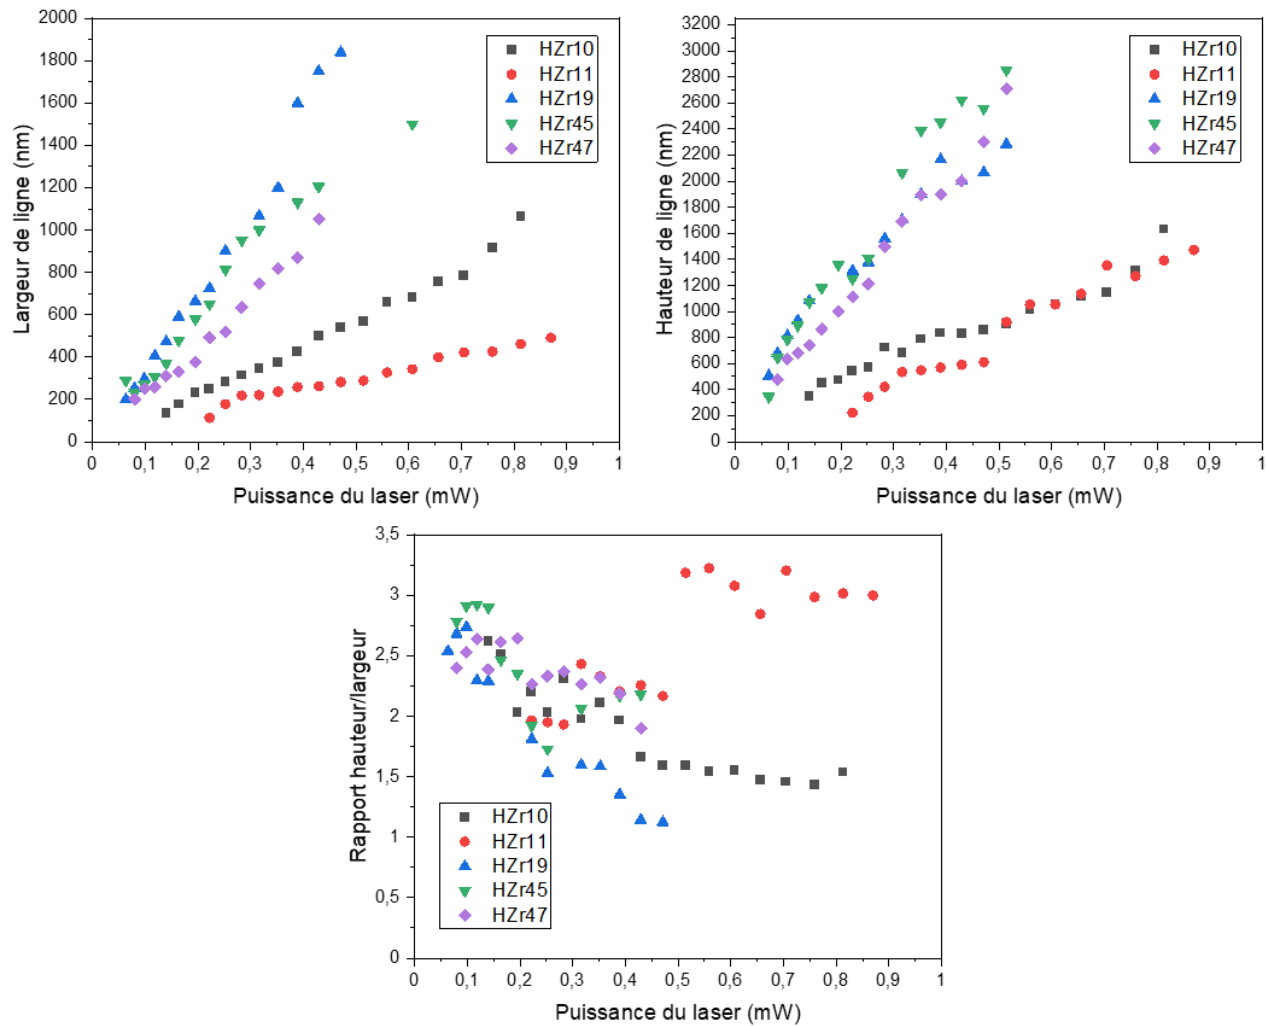 2000
1800
1600
1400
1200
1000
800
600
400
200
0
Largeur de ligne (nm)
HZr10
HZr11
HZr19
HZr45
HZr47
0 0,1 0,2 0,3 0,4 0,5 0,6 0,7 0,8 0,9 1
Puissance du laser (mW)
3200
3000
2800
2600
2400
2200
2000
1800
1600
1400
1200
1000
800
600
400
200
0
Hauteur de ligne (nm)
HZr10
HZr11
HZr19
HZr45
HZr47
0 0,1 0,2 0,3 0,4 0,5 0,6 0,7 0,8 0,9 1
Puissance du laser (mW)
3,5
3
2,5
2
1,5
1
0,5
0
Rapport hauteur/largeur
HZr10
HZr11
HZr19
HZr45
HZr47
0 0,1 0,2 0,3 0,4 0,5 0,6 0,7 0,8 0,9 1
Puissance du laser (mW)